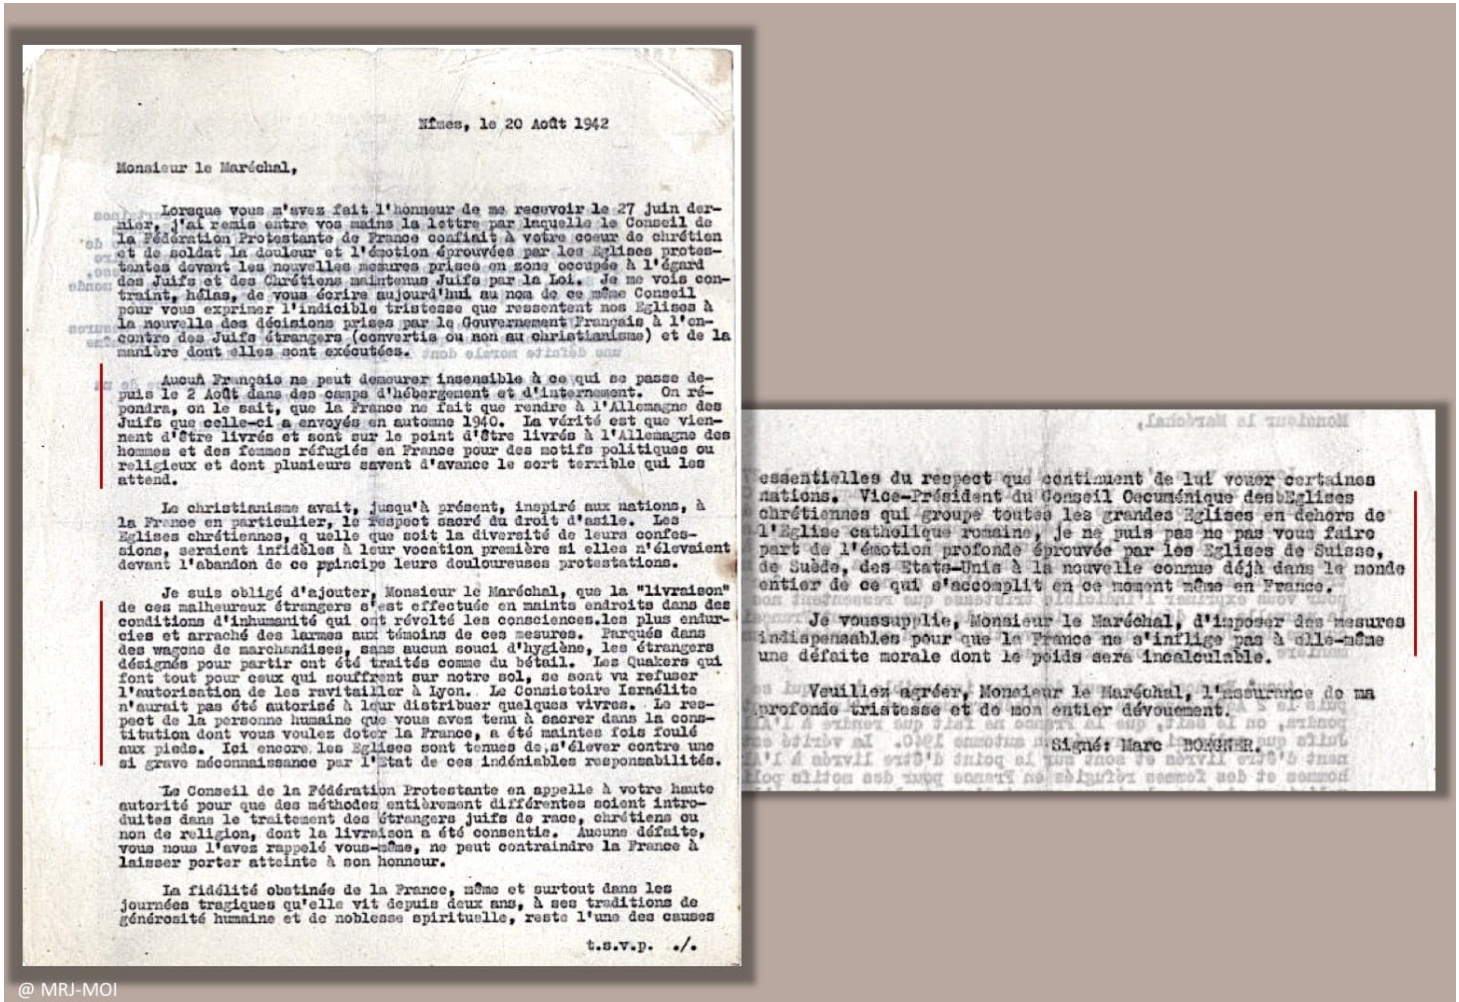 Nîmes, le 20 Août 1942
Monsieur le Maréchal,
Lorsque vous m'avez fait l'honneur de me recevoir le 27 juin der-
nier, j'ai remis entre vos mains la lettre par laquelle le Conseil de
la Fédération Protestante de France confiait à votre coeur de chrétien
et de soldat la douleur et l'émotion éprouvées par les Eglises protes-
tantes devant les nouvelles mesures prises en zone occupée à l'égard
des Juifs et des Chrétiens maintenus Juifs par la Loi. Je me vois con-
traint, hélas, de vous écrire aujourd'hui au nom de ce même Conseil
pour vous exprimer l'indicible tristesse que ressentent nos Eglises à
la nouvelle des décisions prises par le Gouvernement Français à l'en-
contre des Juifs étrangers (convertis ou non au christianisme) et de la
manière dont elles sont exécutées.
Aucun Français ne peut demeurer insensible à ce qui se passe de-
puis le 2 Août dans des camps d'hébergement et d'internement. On ré-
pondra, on le sait, que la France ne fait que rendre à l'Allemagne des
Juifs que celle-ci a envoyés en automne 1940. La vérité est que vien-
nent d'être livrés et sont sur le point d'être livrés à l'Allemagne des
hommes et des femmes réfugiés en France pour des motifs politiques ou
religieux et dont plusieurs savent d'avance le sort terrible qui les
attend.
Le christianisme avait, jusqu'à présent, inspiré aux nations, à
la France en particulier, le respect sacré du droit d'asile. Les
Eglises chrétiennes, q uelle que soit la diversité de leurs confes-
sions, seraient infidèles à leur vocation première si elles n'élevaient
devant l'abandon de ce principe leurs douloureuses protestations.
Je suis obligé d'ajouter, Monsieur le Maréchal, que la "livraison"
de ces malheureux étrangers s'est effectuée en maints endroits dans des
conditions d'inhumanité qui ont révolté les consciences.les plus endur-
cies et arraché des larmes aux témoins de ces mesures. Parqués dans
des wagons de marchandises, sans aucun souci d'hygiène, les étrangers
désignés pour partir ont été traités comme du bétail. Les Quakers qui
font tout pour ceux qui souffrent sur notre sol, se sont vu refuser
l'autorisation de les ravitailler à Lyon. Le Consistoire Israélite
n'aurait pas été autorisé à leur distribuer quelques vivres. Le res-
pect de la personne humaine que vous avez tenu à sacrer dans la cons-
titution dont vous voulez doter la France, a été maintes fois foulé
aux pieds. Ici encore les Eglises sont tenues de s'élever contre une
si grave méconnaissance par l'Etat de ces indéniables responsabilités.
Le Conseil de la Fédération Protestante en appelle à votre haute
autorité pour que des méthodes entièrement différentes soient intro-
duites dans le traitement des étrangers juifs de race, chrétiens ou
non de religion, dont la livraison a été consentie. Aucune défaite,
vous nous l'avez rappelé vous-même, ne peut contraindre la France à
laisser porter atteinte à son honneur.
La fidélité obstinée de la France, même et surtout dans les
journées tragiques qu'elle vit depuis deux ans, à ses traditions de
générosité humaine et de noblesse spirituelle, reste l'une des causes
t.s.v.p. ./.
essentielles du respect que continuent de lui vouer certaines
nations. Vice-Président du Conseil Oecuménique des Eglises
chrétiennes qui groupe toutes les grandes Eglises en dehors de
l'Eglise catholique romaine, je ne puis pas ne pas vous faire
part de l'émotion profonde éprouvée par les Eglises de Suisse,
de Suède, des Etats-Unis à la nouvelle connue déjà dans le monde
entier de ce qui s'accomplit en ce moment même en France.
Je voussupplie, Monsieur le Maréchal, d'imposer des mesures
indispensables pour que la France ne s'inflige pas à elle-même
une défaite morale dont le poids sera incalculable.
Veuillez agréer, Monsieur le Maréchal, l'assurance de ma
profonde tristesse et de mon entier dévouement.
Signé: Marc BOEGNER.
@ MRJ-MOI